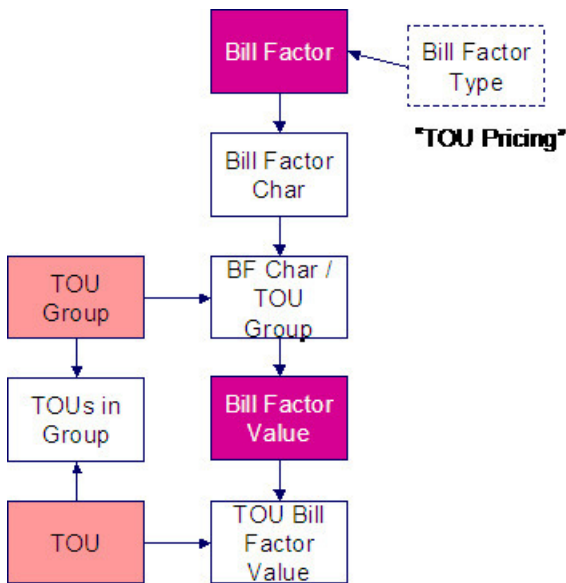 Bill Factor
Bill Factor
Type
"TOU Pricing"
Bill Factor
Char
TOU
Group
BF Char /
TOU
Group
TOUs in
Group
Bill Factor
Value
TOU
TOU Bill
Factor
Value